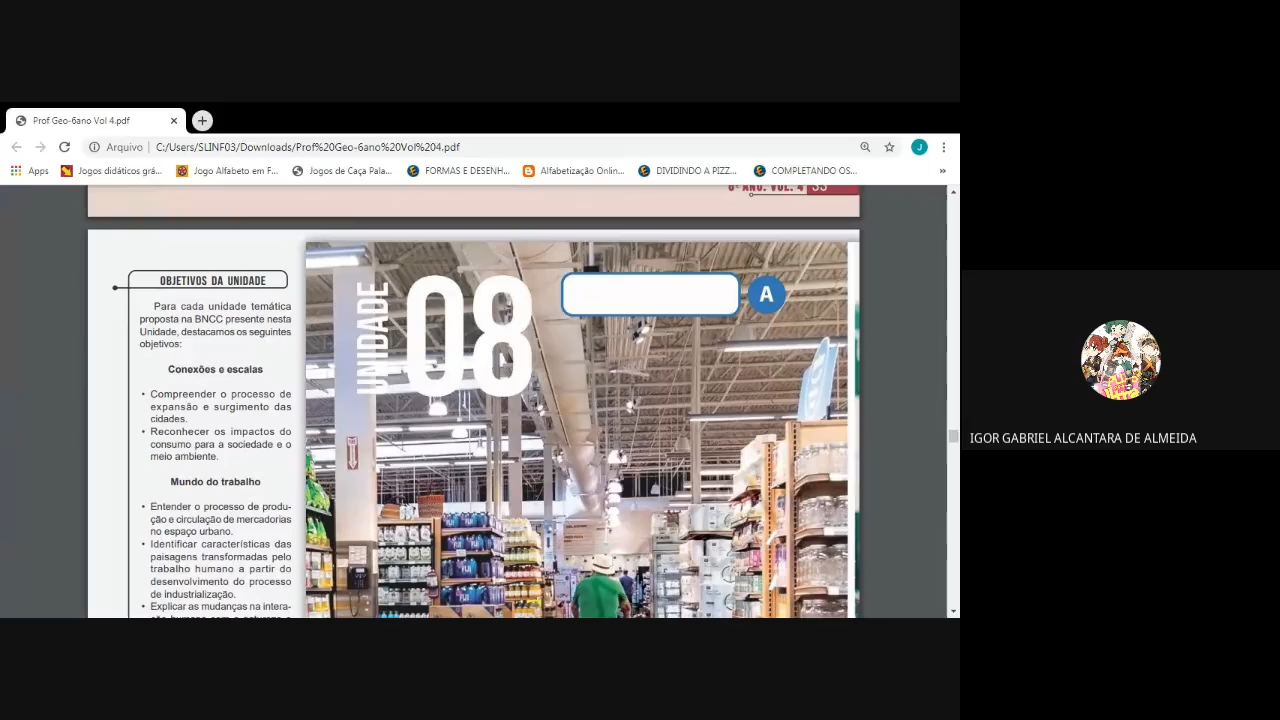 Prof Geo-6ano Vol 4.pdf
Arquivo
C:/Users/SLINF03/Downloads/Prof%20Geo-6ano%20Vol%204.pdf
J
Apps
Jogos didáticos grá...
Jogo Alfabeto em F...
Jogos de Caça Pala...
FORMAS E DESENH...
Alfabetização Onlin...
DIVIDINDO A PIZZ...
COMPLETANDO OS...
»
6º ANO. VOL. 4
OBJETIVOS DA UNIDADE
Para cada unidade temática
proposta na BNCC presente nesta
Unidade, destacamos os seguintes
objetivos:
Conexões e escalas
• Compreender o processo de
expansão e surgimento das
cidades.
• Reconhecer os impactos do
consumo para a sociedade e o
meio ambiente.
Mundo do trabalho
• Entender o processo de produ-
ção e circulação de mercadorias
no espaço urbano.
• Identificar características das
paisagens transformadas pelo
trabalho humano a partir do
desenvolvimento do processo
de industrialização.
• Explicar as mudanças na intera-
UNIDADE
08
A
FIJI
IGOR GABRIEL ALCANTARA DE ALMEIDA